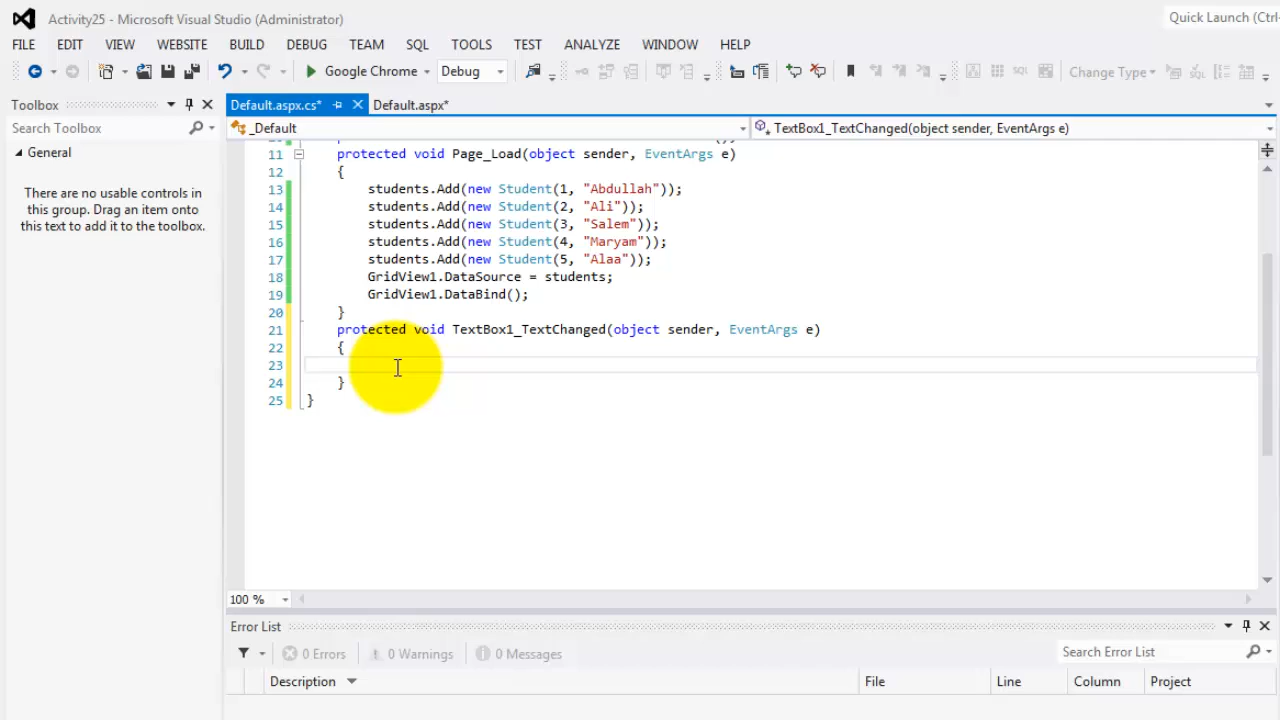 Activity25 - Microsoft Visual Studio (Administrator)
Quick Launch (Ctrl-
FILE EDIT VIEW WEBSITE BUILD DEBUG TEAM SQL TOOLS TEST ANALYZE WINDOW HELP
Google Chrome Debug Change Type
Toolbox
Default.aspx.cs* Default.aspx*
Search Toolbox
_Default
TextBox1_TextChanged(object sender, EventArgs e)
General
There are no usable controls in
this group. Drag an item onto
this text to add it to the toolbox.
11 protected void Page_Load(object sender, EventArgs e)
12 {
13 students.Add(new Student(1, "Abdullah"));
14 students.Add(new Student(2, "Ali"));
15 students.Add(new Student(3, "Salem"));
16 students.Add(new Student(4, "Maryam"));
17 students.Add(new Student(5, "Alaa"));
18 GridView1.DataSource = students;
19 GridView1.DataBind();
20 }
21 protected void TextBox1_TextChanged(object sender, EventArgs e)
22 {
23
24 }
25 }
100 %
Error List
0 Errors 0 Warnings 0 Messages
Search Error List
Description File Line Column Project